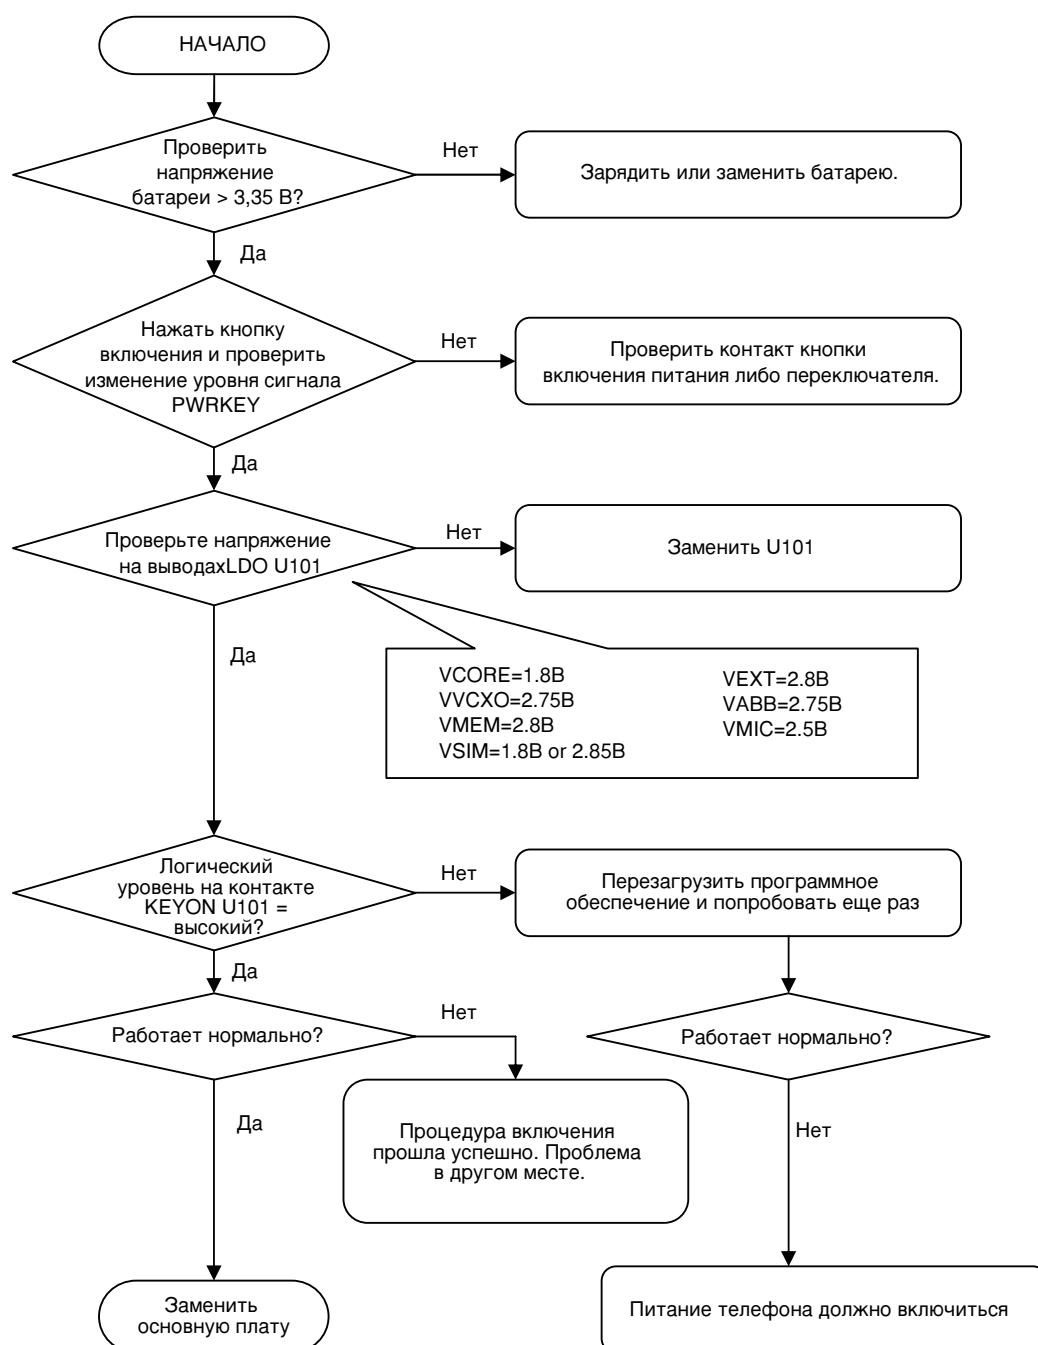 НАЧАЛО
Проверить
напряжение
батареи > 3,35 В?
Нет
Зарядить или заменить батарею.
Да
Нажать кнопку
включения и проверить
изменение уровня сигнала
PWRKEY
Нет
Проверить контакт кнопки
включения питания либо переключателя.
Да
Проверьте напряжение
на выводахLDO U101
Нет
Заменить U101
Да
VCORE=1.8В
VVCXO=2.75В
VMEM=2.8В
VSIM=1.8В or 2.85В
VEXT=2.8В
VABB=2.75В
VMIC=2.5В
Логический
уровень на контакте
KEYON U101 =
высокий?
Нет
Перезагрузить программное
обеспечение и попробовать еще раз
Да
Работает нормально?
Нет
Работает нормально?
Да
Процедура включения
прошла успешно. Проблема
в другом месте.
Нет
Заменить
основную плату
Питание телефона должно включиться